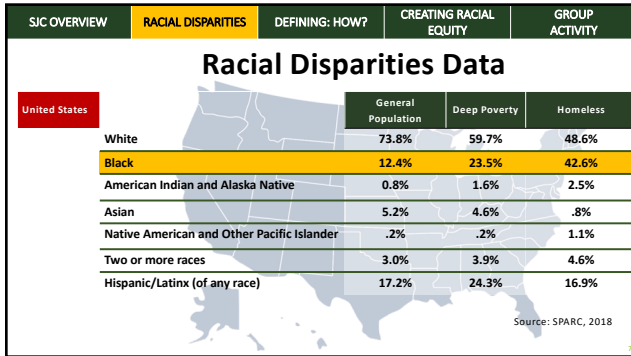 SJC OVERVIEW RACIAL DISPARITIES DEFINING: HOW? CREATING RACIAL EQUITY GROUP ACTIVITY
Racial Disparities Data
United States General Population Deep Poverty Homeless
White 73.8% 59.7% 48.6%
Black 12.4% 23.5% 42.6%
American Indian and Alaska Native 0.8% 1.6% 2.5%
Asian 5.2% 4.6% .8%
Native American and Other Pacific Islander .2% .2% 1.1%
Two or more races 3.0% 3.9% 4.6%
Hispanic/Latinx (of any race) 17.2% 24.3% 16.9%
Source: SPARC, 2018
7